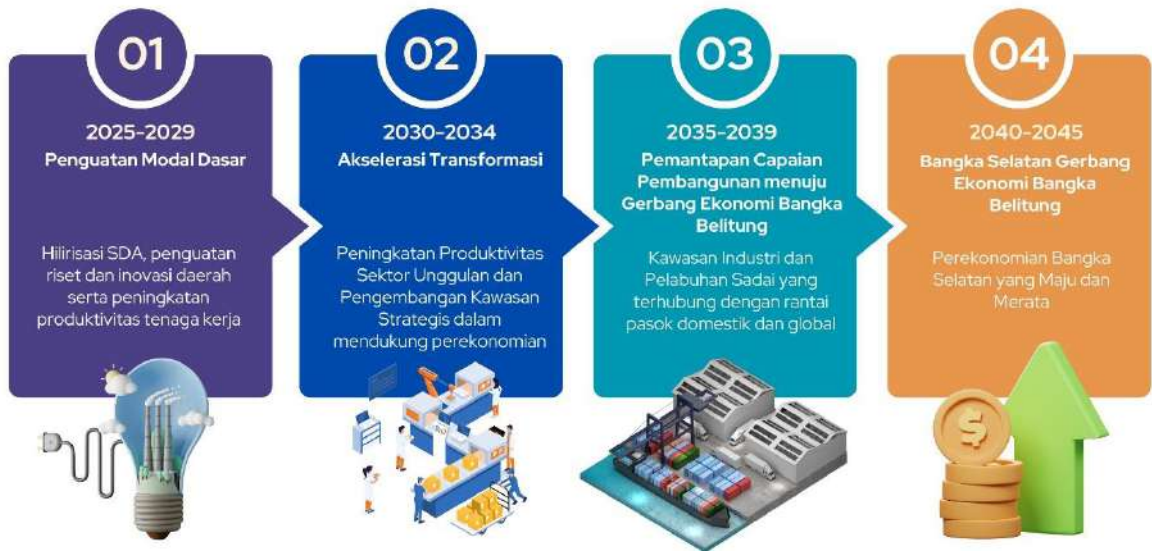 01
2025-2029
Penguatan Modal Dasar
Hilirisasi SDA, penguatan
riset dan inovasi daerah
serta peningkatan
produktivitas tenaga kerja
02
2030-2034
Akselerasi Transformasi
Peningkatan Produktivitas
Sektor Unggulan dan
Pengembangan Kawasan
Strategis dalam
mendukung perekonomian
03
2035-2039
Pemantapan Capaian
Pembangunan menuju
Gerbang Ekonomi Bangka
Belitung
Kawasan Industri dan
Pelabuhan Sadai yang
terhubung dengan rantai
pasok domestik dan global
04
2040-2045
Bangka Selatan Gerbang
Ekonomi Bangka
Belitung
Perekonomian Bangka
Selatan yang Maju dan
Merata
$